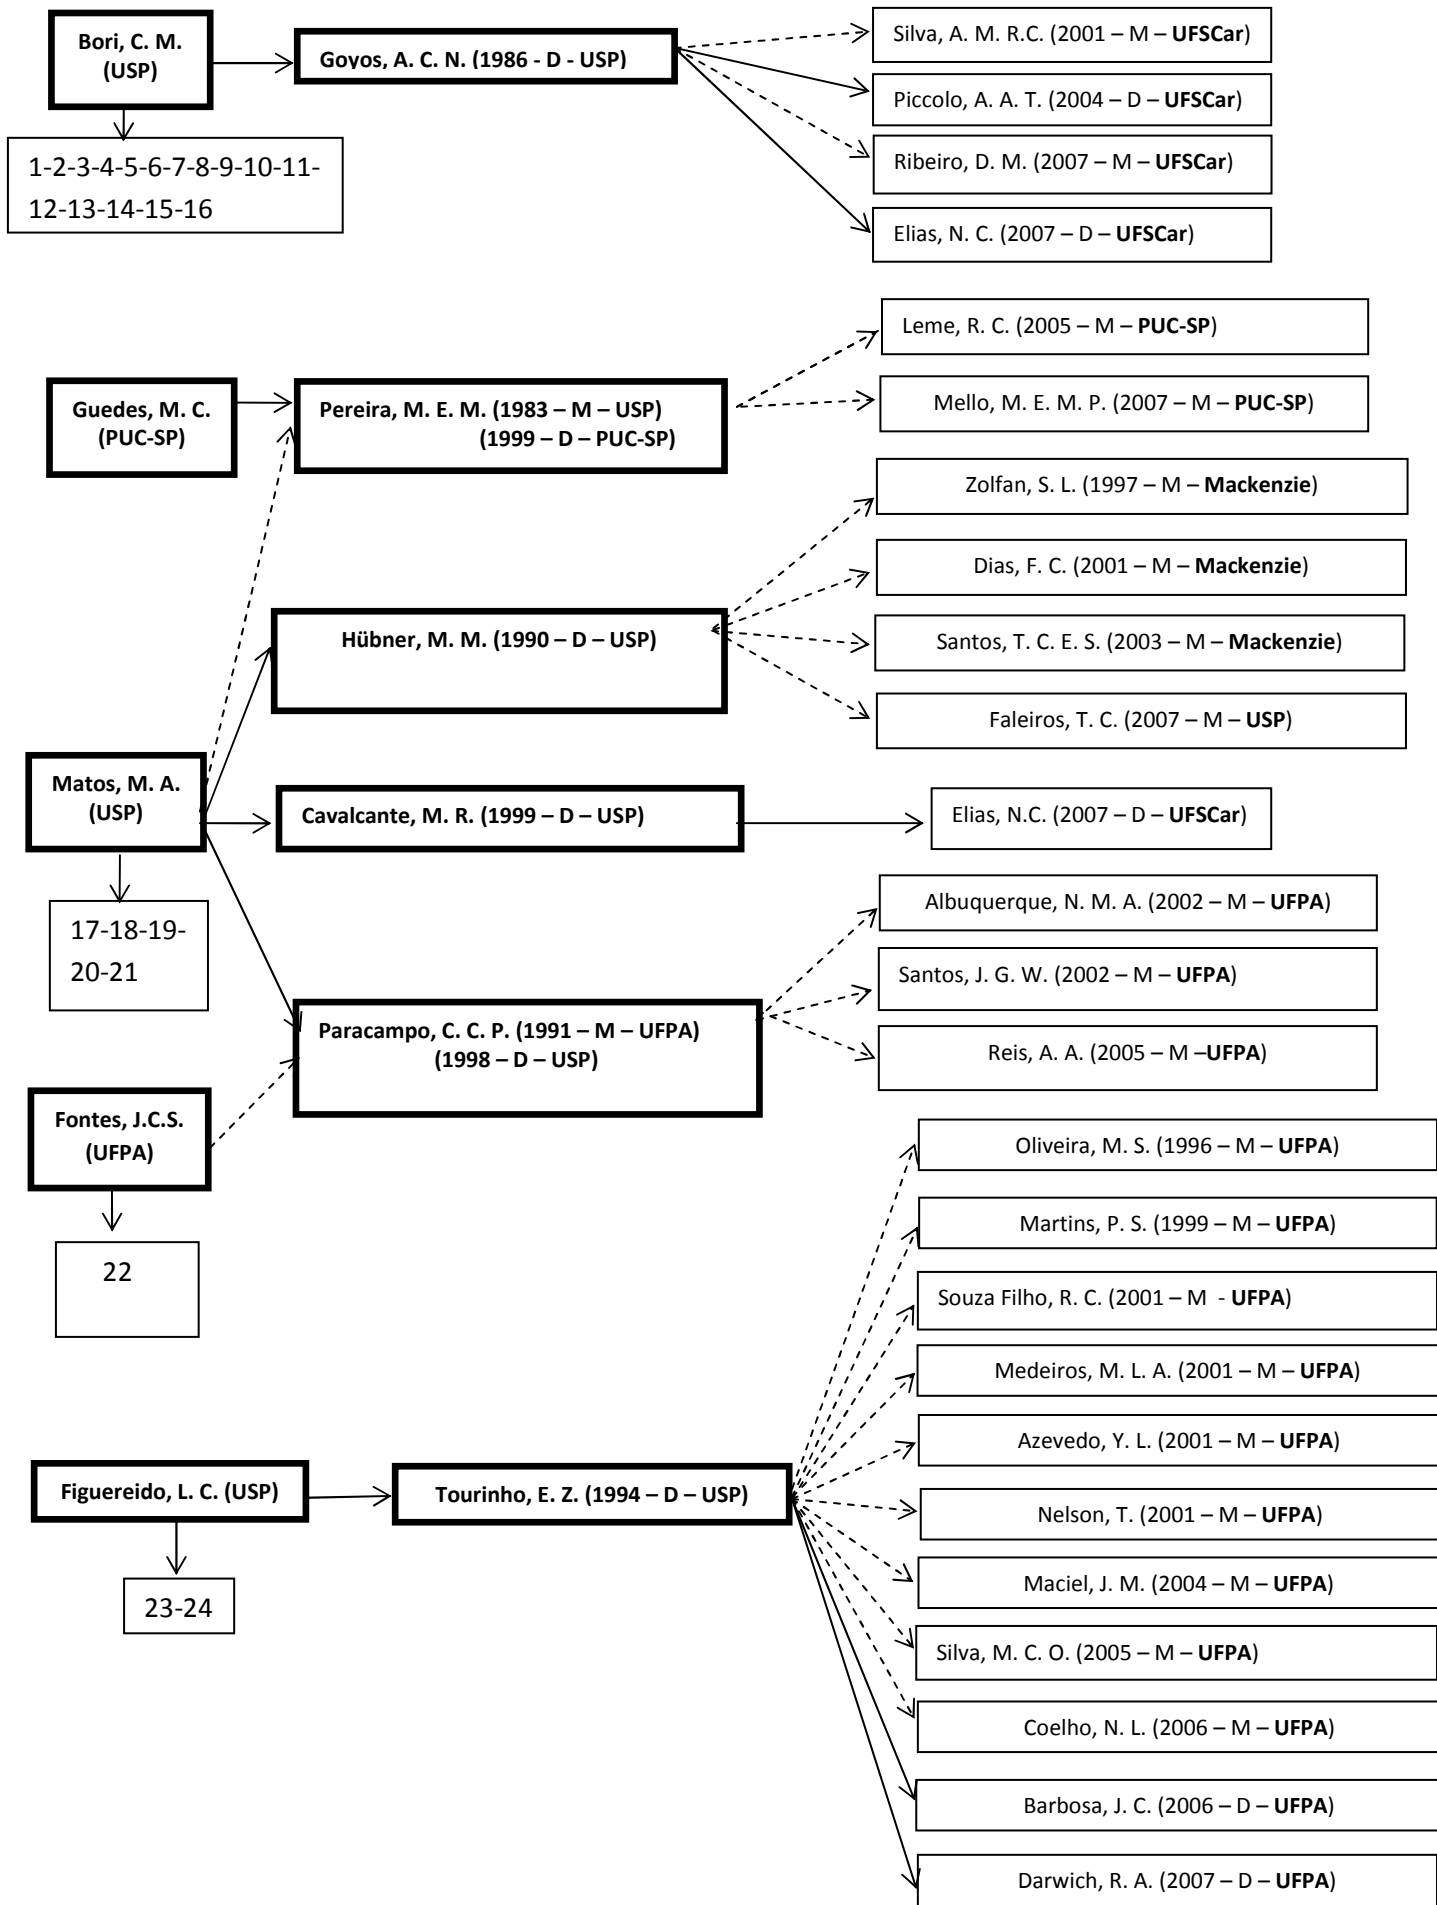 Bori, C. M.
(USP)
Goyos, A. C. N. (1986 - D - USP)
Silva, A. M. R.C. (2001 – M – UFSCar)
Piccolo, A. A. T. (2004 – D – UFSCar)
Ribeiro, D. M. (2007 – M – UFSCar)
Elias, N. C. (2007 – D – UFSCar)
1-2-3-4-5-6-7-8-9-10-11-
12-13-14-15-16
Guedes, M. C.
(PUC-SP)
Pereira, M. E. M. (1983 – M – USP)
(1999 – D – PUC-SP)
Leme, R. C. (2005 – M – PUC-SP)
Mello, M. E. M. P. (2007 – M – PUC-SP)
Hübner, M. M. (1990 – D – USP)
Zolfan, S. L. (1997 – M – Mackenzie)
Dias, F. C. (2001 – M – Mackenzie)
Santos, T. C. E. S. (2003 – M – Mackenzie)
Faleiros, T. C. (2007 – M – USP)
Matos, M. A.
(USP)
Cavalcante, M. R. (1999 – D – USP)
Elias, N.C. (2007 – D – UFSCar)
17-18-19-
20-21
Paracampo, C. C. P. (1991 – M – UFPA)
(1998 – D – USP)
Albuquerque, N. M. A. (2002 – M – UFPA)
Santos, J. G. W. (2002 – M – UFPA)
Reis, A. A. (2005 – M –UFPA)
Fontes, J.C.S.
(UFPA)
22
Figuereido, L. C. (USP)
Tourinho, E. Z. (1994 – D – USP)
23-24
Oliveira, M. S. (1996 – M – UFPA)
Martins, P. S. (1999 – M – UFPA)
Souza Filho, R. C. (2001 – M  - UFPA)
Medeiros, M. L. A. (2001 – M – UFPA)
Azevedo, Y. L. (2001 – M – UFPA)
Nelson, T. (2001 – M – UFPA)
Maciel, J. M. (2004 – M – UFPA)
Silva, M. C. O. (2005 – M – UFPA)
Coelho, N. L. (2006 – M – UFPA)
Barbosa, J. C. (2006 – D – UFPA)
Darwich, R. A. (2007 – D – UFPA)